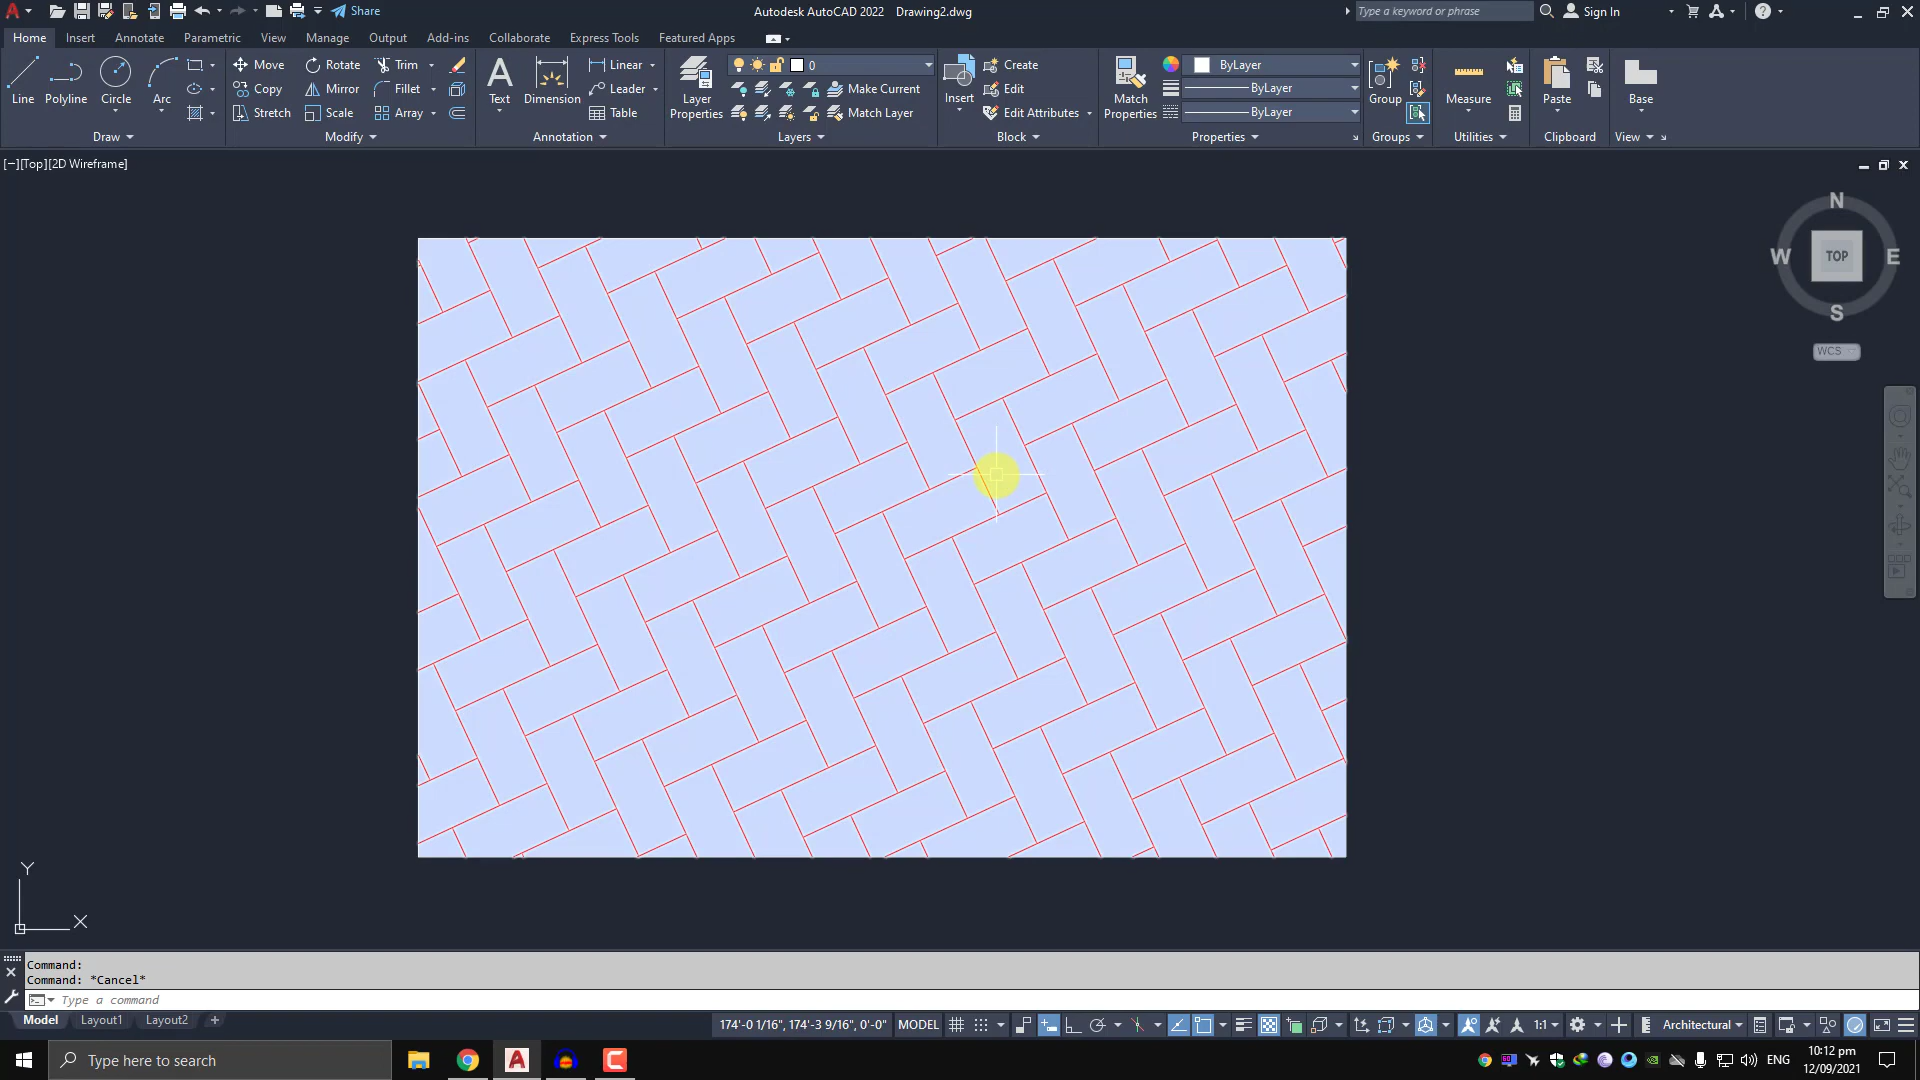 Share
Autodesk AutoCAD 2022 Drawing2.dwg
Type a keyword or phrase
Sign In
Home Insert Annotate Parametric View Manage Output Add-ins Collaborate Express Tools Featured Apps
Line
Polyline
Circle
Arc
Draw
Move Rotate Trim
Copy Mirror Fillet
Stretch Scale Array
Modify
Text
Dimension
Linear
Leader
Table
Annotation
Layer
Properties
0
Make Current
Match Layer
Layers
Insert
Create
Edit
Edit Attributes
Block
Match
Properties
ByLayer
ByLayer
ByLayer
Properties
Group
Groups
Measure
Utilities
Paste
Clipboard
Base
View
[−][Top][2D Wireframe]
N
W TOP E
S
WCS
Y
X
Command:
Command: *Cancel*
Type a command
Model Layout1 Layout2
174'-0 1/16", 174'-3 9/16", 0'-0" MODEL 1:1 Architectural
Type here to search
ENG
10:12 pm
12/09/2021